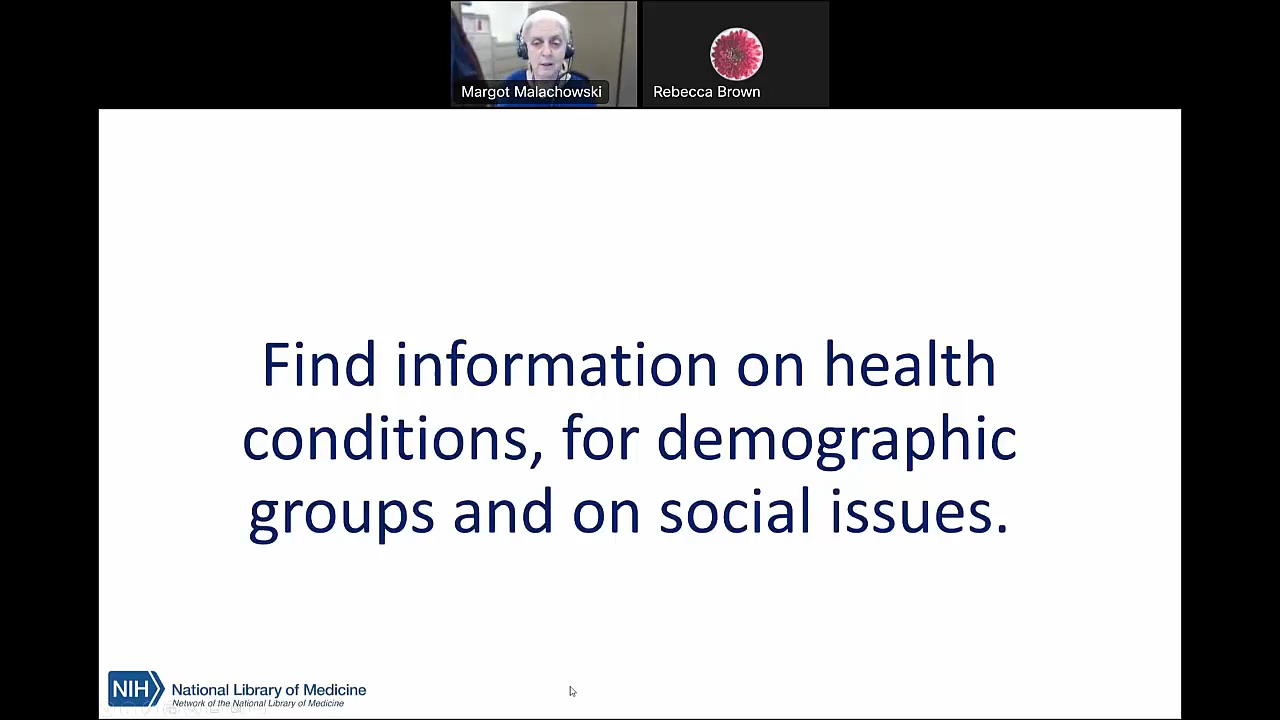 Margot Malachowski
Rebecca Brown
Find information on health
conditions, for demographic
groups and on social issues.
NIH
National Library of Medicine
Network of the National Library of Medicine